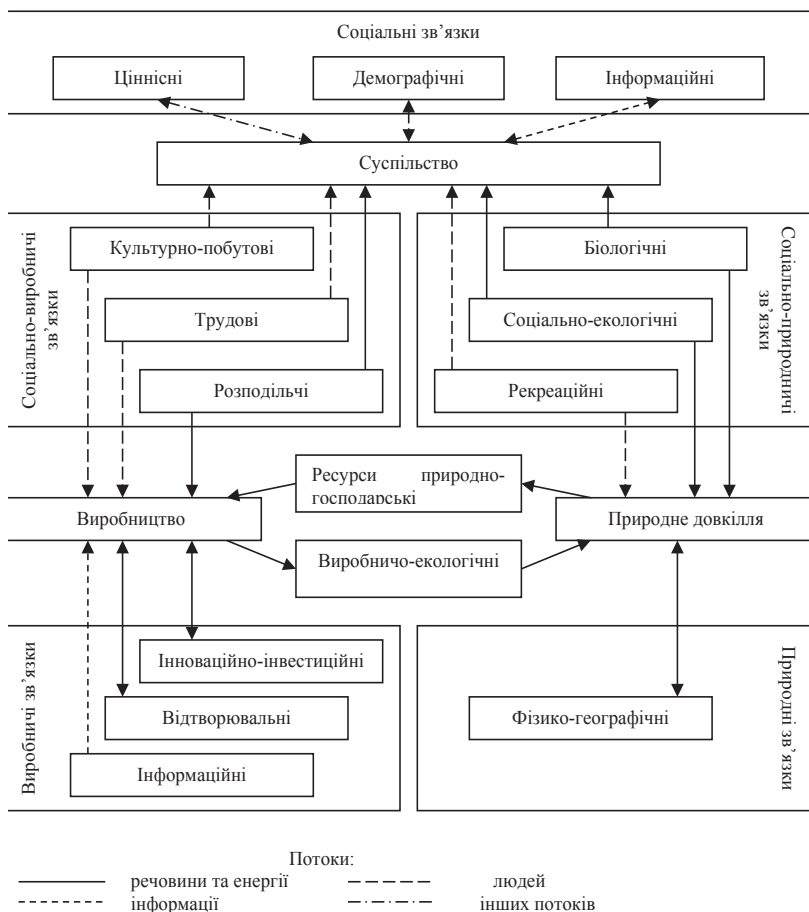 Соціальні зв’язки
Ціннісні
Демографічні
Інформаційні
Суспільство
Соціально-виробничі
зв’язки
Культурно-побутові
Трудові
Розподільчі
Біологічні
Соціально-екологічні
Рекреаційні
Соціально-природничі
зв’язки
Ресурси природно-
господарські
Виробництво
Природне довкілля
Виробничо-екологічні
Виробничі зв’язки
Інноваційно-інвестиційні
Відтворювальні
Інформаційні
Фізико-географічні
Природні зв’язки
Потоки:
речовини та енергії
людей
інформації
інших потоків